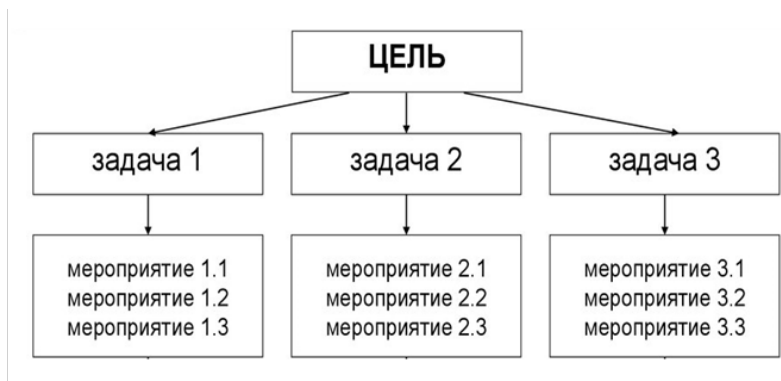 ЦЕЛЬ
задача 1
задача 2
задача 3
мероприятие 1.1
мероприятие 1.2
мероприятие 1.3
мероприятие 2.1
мероприятие 2.2
мероприятие 2.3
мероприятие 3.1
мероприятие 3.2
мероприятие 3.3